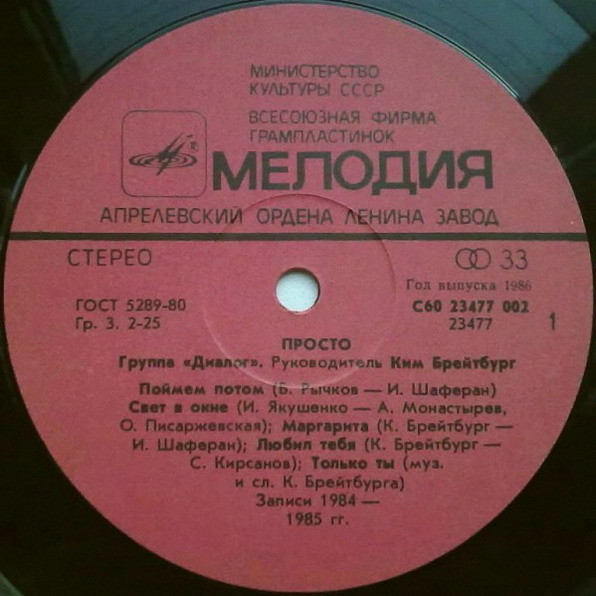 МИНИСТЕРСТВО
КУЛЬТУРЫ СССР
ВСЕСОЮЗНАЯ ФИРМА
ГРАМПЛАСТИНОК
МЕЛОДИЯ
АПРЕЛЕВСКИЙ ОРДЕНА ЛЕНИНА ЗАВОД
СТЕРЕО 33
Год выпуска 1986
ГОСТ 5289-80 С60 23477 002
Гр. 3. 2-25 23477 1
ПРОСТО
Группа «Диалог». Руководитель Ким Брейтбург
Поймем потом (Б. Рычков — И. Шаферан)
Свет в окне (И. Якушенко — А. Монастырев,
О. Писаржевская); Маргарита (К. Брейтбург —
И. Шаферан); Любил тебя (К. Брейтбург —
С. Кирсанов); Только ты (муз.
и сл. К. Брейтбурга)
Записи 1984 —
1985 гг.